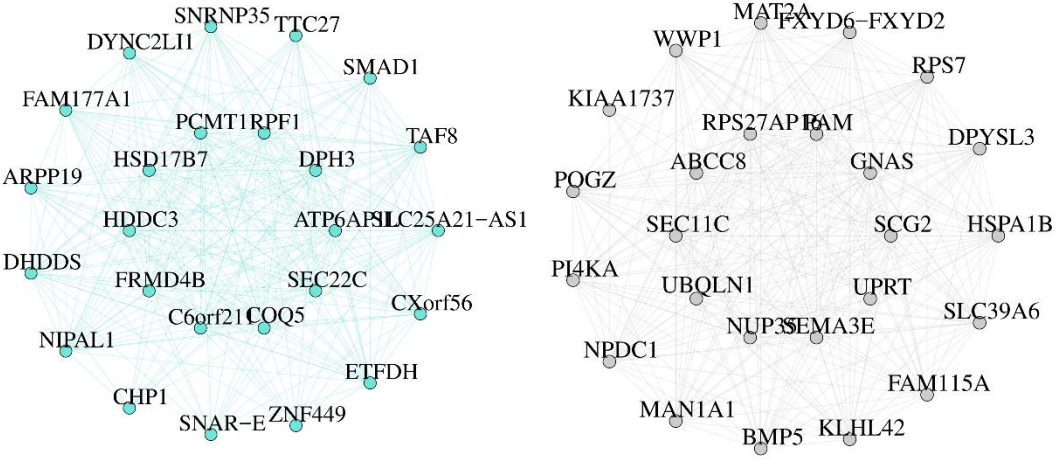 SNRNP35
TTC27
DYNC2LI1
SMAD1
FAM177A1
PCMT1
RPF1
TAF8
HSD17B7
DPH3
ARPP19
HDDC3
ATP6AP1L
SLC25A21-AS1
DHDDS
FRMD4B
SEC22C
C6orf211
COQ5
CXorf56
NIPAL1
ETFDH
CHP1
SNAR-E
ZNF449
MAT2A
FXYD6-FXYD2
WWP1
RPS7
KIAA1737
RPS27AP16
PAM
DPYSL3
ABCC8
GNAS
POGZ
SEC11C
SCG2
HSPA1B
PI4KA
UBQLN1
UPRT
SLC39A6
NUP35
SEMA3E
NPDC1
FAM115A
MAN1A1
KLHL42
BMP5